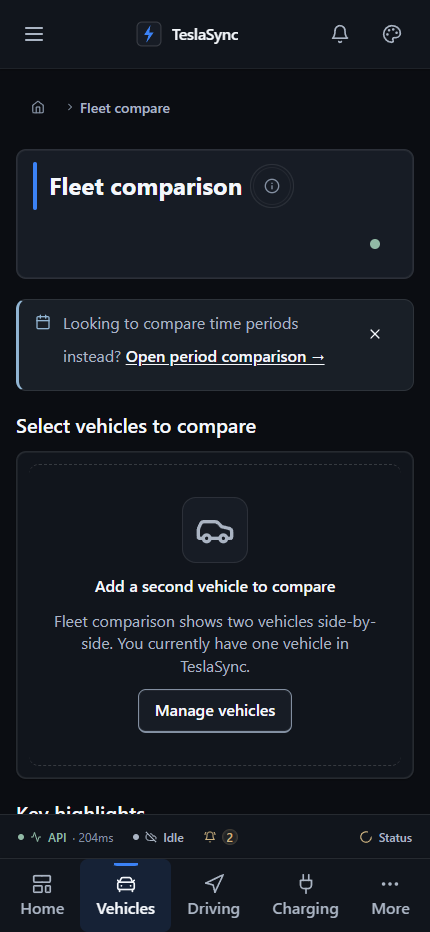 TeslaSync
Fleet compare
Fleet comparison
Looking to compare time periods
instead? Open period comparison →
Select vehicles to compare
Add a second vehicle to compare
Fleet comparison shows two vehicles side-by-
side. You currently have one vehicle in
TeslaSync.
Manage vehicles
Key highlights
API · 204ms Idle 2 Status
Home Vehicles Driving Charging More